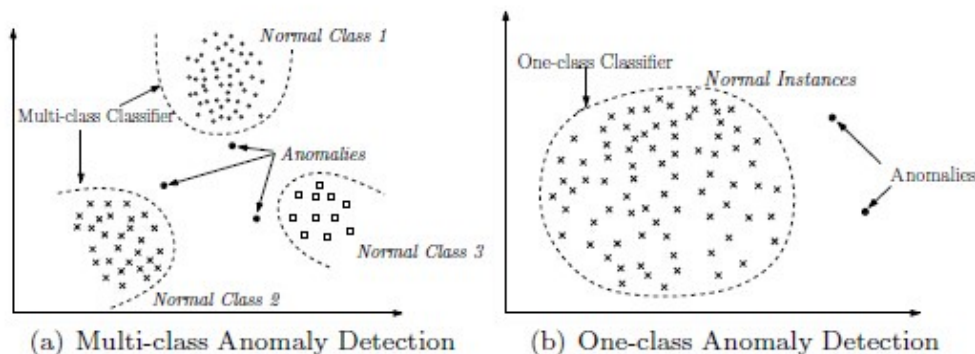 Normal Class 1
Multi-class Classifier
Anomalies
Normal Class 3
Normal Class 2
(a) Multi-class Anomaly Detection
One-class Classifier
Normal Instances
Anomalies
(b) One-class Anomaly Detection